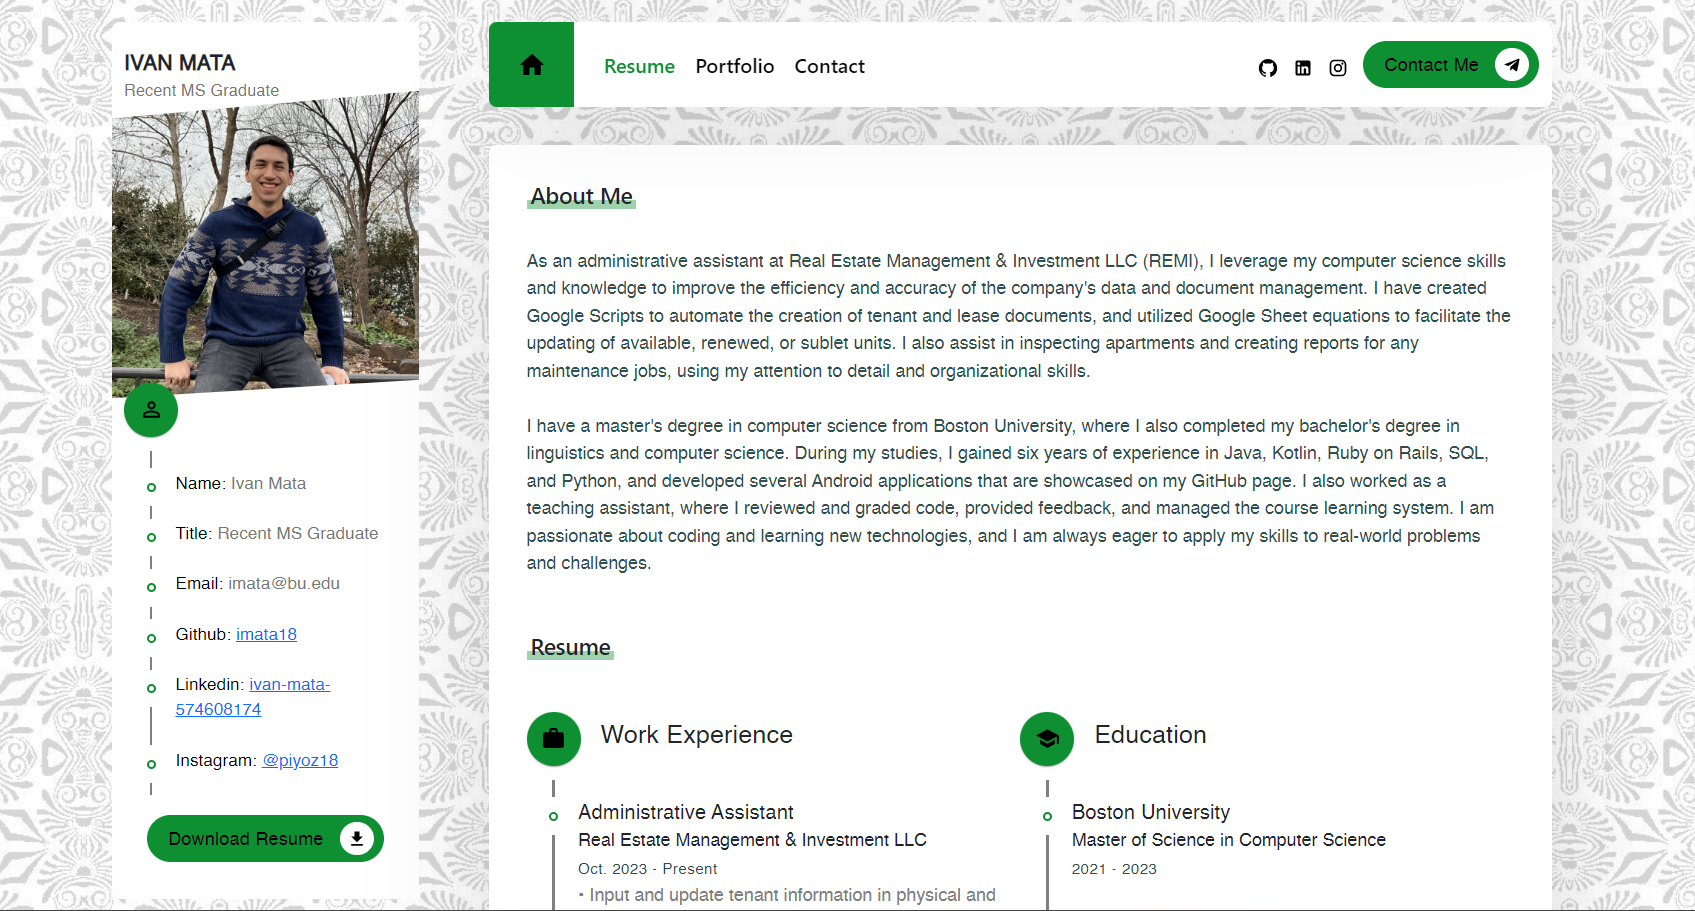 IVAN MATA
Recent MS Graduate
Name: Ivan Mata
Title: Recent MS Graduate
Email: imata@bu.edu
Github: imata18
Linkedin: ivan-mata-
574608174
Instagram: @piyoz18
Download Resume
Resume Portfolio Contact
Contact Me
About Me
As an administrative assistant at Real Estate Management & Investment LLC (REMI), I leverage my computer science skills
and knowledge to improve the efficiency and accuracy of the company's data and document management. I have created
Google Scripts to automate the creation of tenant and lease documents, and utilized Google Sheet equations to facilitate the
updating of available, renewed, or sublet units. I also assist in inspecting apartments and creating reports for any
maintenance jobs, using my attention to detail and organizational skills.
I have a master's degree in computer science from Boston University, where I also completed my bachelor's degree in
linguistics and computer science. During my studies, I gained six years of experience in Java, Kotlin, Ruby on Rails, SQL,
and Python, and developed several Android applications that are showcased on my GitHub page. I also worked as a
teaching assistant, where I reviewed and graded code, provided feedback, and managed the course learning system. I am
passionate about coding and learning new technologies, and I am always eager to apply my skills to real-world problems
and challenges.
Resume
Work Experience
Administrative Assistant
Real Estate Management & Investment LLC
Oct. 2023 - Present
• Input and update tenant information in physical and
Education
Boston University
Master of Science in Computer Science
2021 - 2023